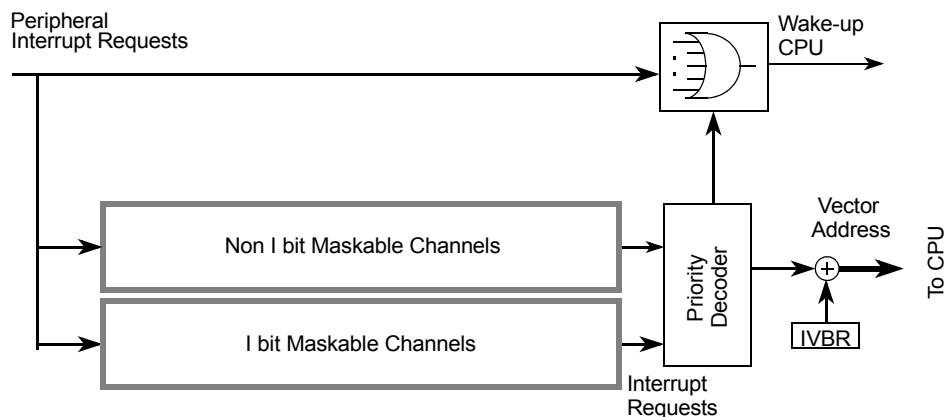 Peripheral
Interrupt Requests
Wake-up
CPU
Non I bit Maskable Channels
I bit Maskable Channels
Priority
Decoder
Interrupt
Requests
Vector
Address
IVBR
To CPU